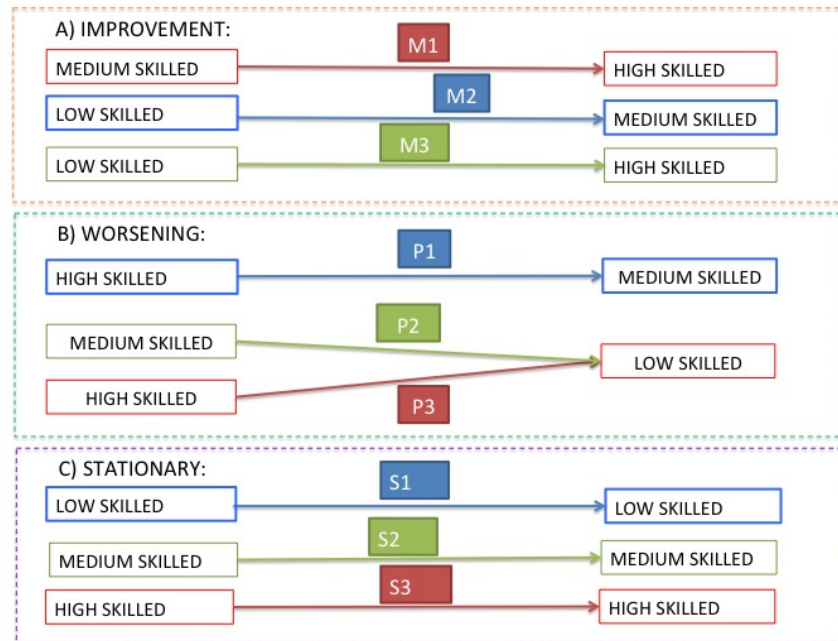 A) IMPROVEMENT:
M1
MEDIUM SKILLED
HIGH SKILLED
M2
LOW SKILLED
MEDIUM SKILLED
M3
LOW SKILLED
HIGH SKILLED
B) WORSENING:
P1
HIGH SKILLED
MEDIUM SKILLED
P2
MEDIUM SKILLED
LOW SKILLED
HIGH SKILLED
P3
C) STATIONARY:
S1
LOW SKILLED
LOW SKILLED
S2
MEDIUM SKILLED
MEDIUM SKILLED
S3
HIGH SKILLED
HIGH SKILLED